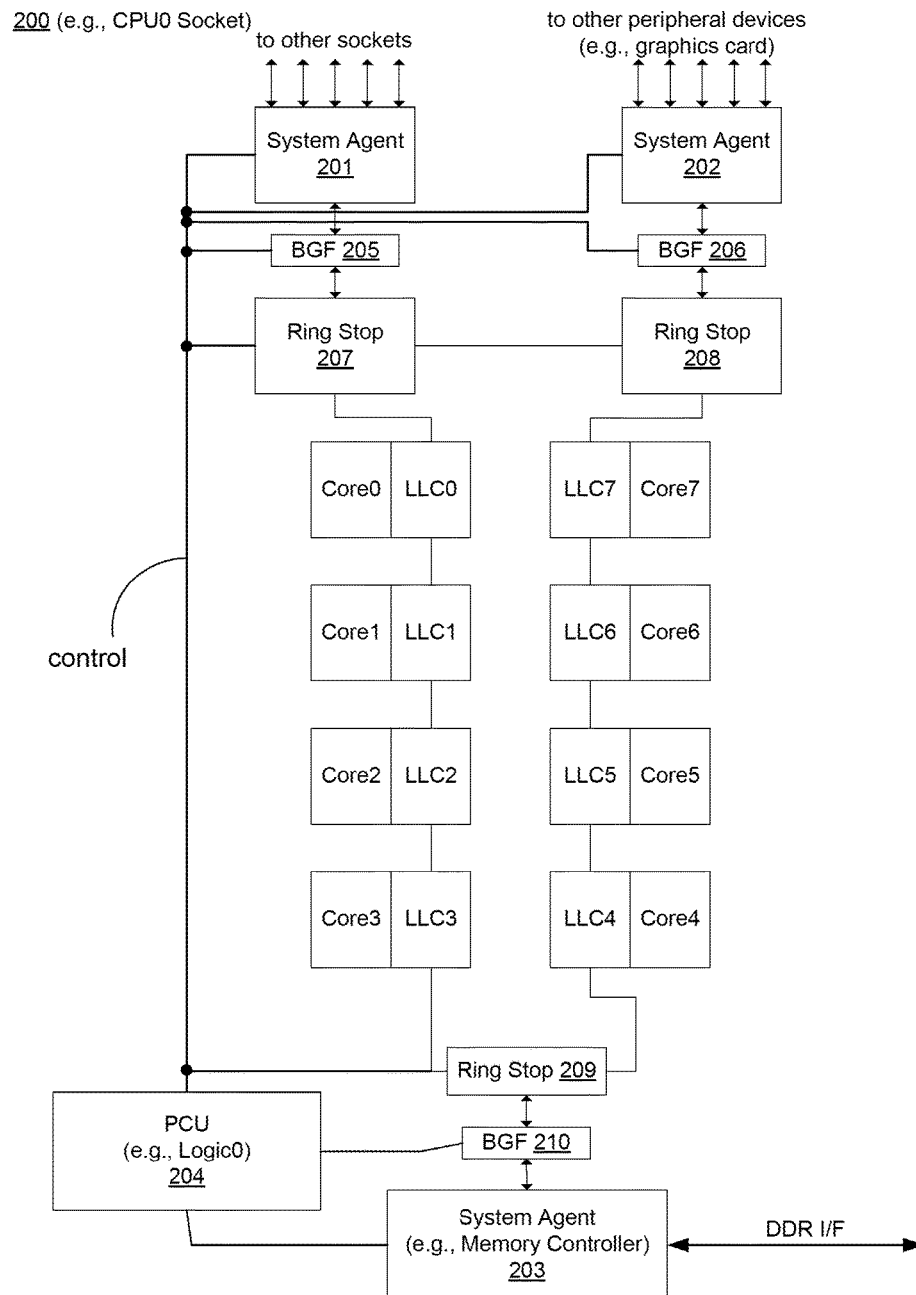 200 (e.g., CPU0 Socket)
to other sockets
to other peripheral devices
(e.g., graphics card)
System Agent
201
System Agent
202
BGF 205
BGF 206
Ring Stop
207
Ring Stop
208
Core0 LLC0
LLC7 Core7
control
Core1 LLC1
LLC6 Core6
Core2 LLC2
LLC5 Core5
Core3 LLC3
LLC4 Core4
Ring Stop 209
PCU
(e.g., Logic0)
204
BGF 210
System Agent
(e.g., Memory Controller)
203
DDR I/F